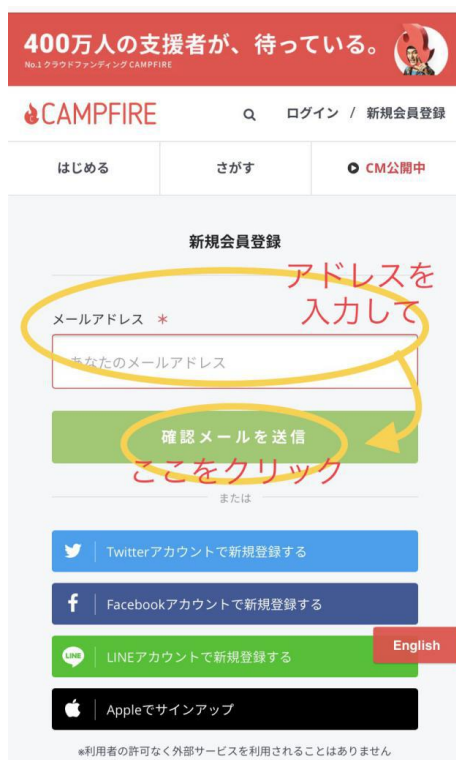 400万人の支援者が、待っている。
No.1 クラウドファンディング CAMPFIRE
CAMPFIRE
ログイン / 新規会員登録
はじめる
さがす
CM公開中
新規会員登録
アドレスを
入力して
メールアドレス *
あなたのメールアドレス
確認メールを送信
ここをクリック
または
Twitterアカウントで新規登録する
Facebookアカウントで新規登録する
English
LINE
LINEアカウントで新規登録する
Appleでサインアップ
※利用者の許可なく外部サービスを利用されることはありません